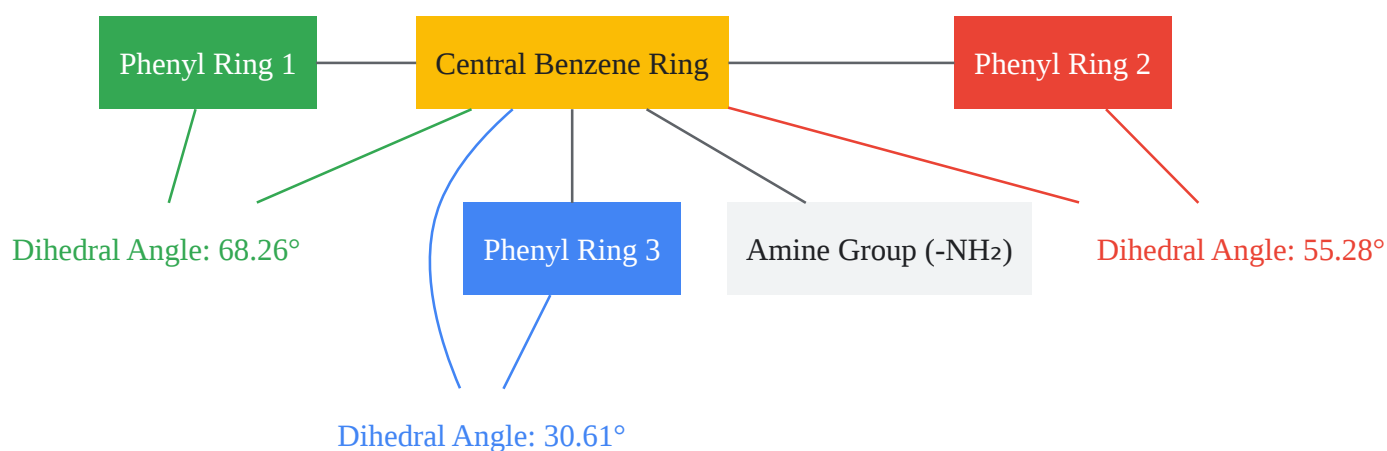 Phenyl Ring 1
Central Benzene Ring
Phenyl Ring 2
Dihedral Angle: 68.26°
Phenyl Ring 3
Amine Group (-NH₂)
Dihedral Angle: 55.28°
Dihedral Angle: 30.61°